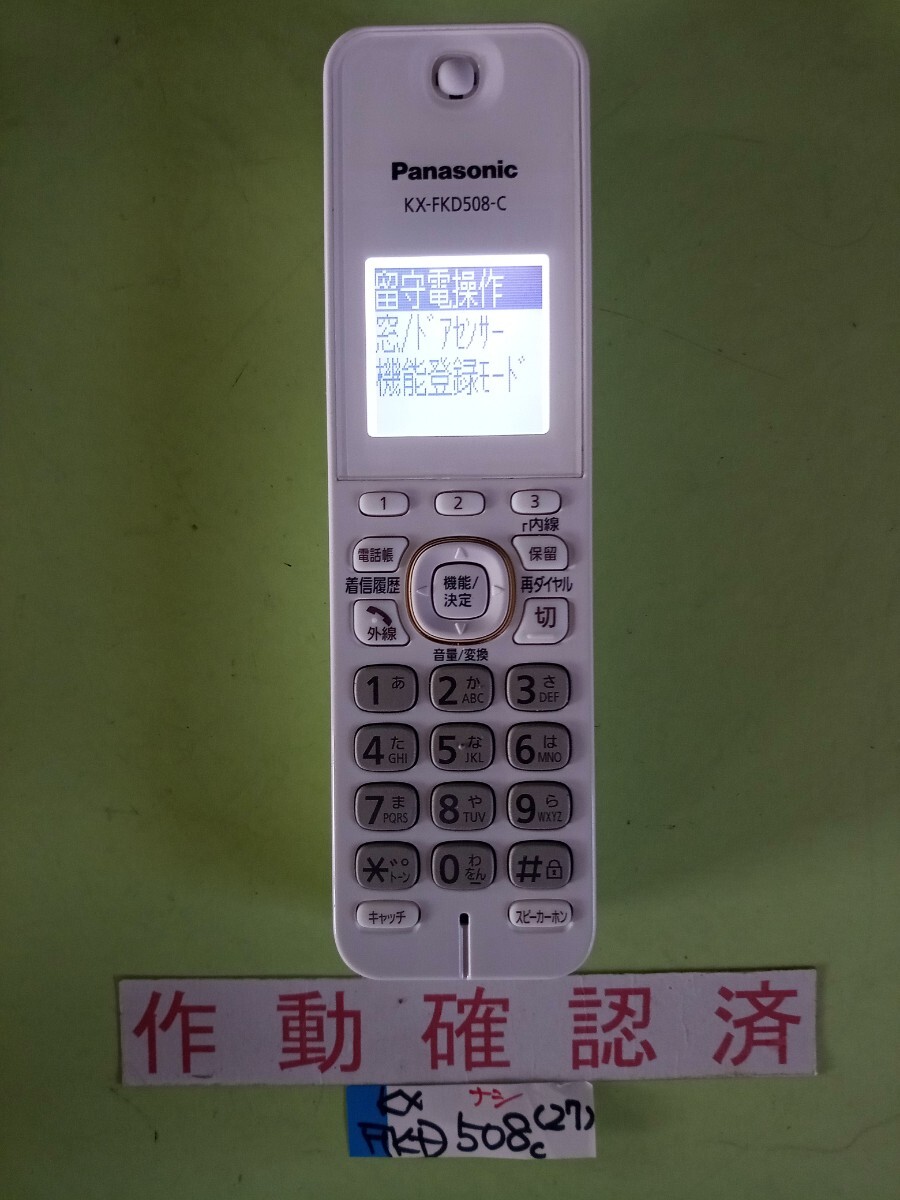 Panasonic
KX-FKD508-C
留守電操作
窓/ドアセンサー
機能登録モード
1 2 3
┌内線
電話帳 保留
機能/
決定
着信履歴 再ダイヤル
外線 切
音量/変換
1 あ 2 か ABC 3 さ DEF
4 た GHI 5 な JKL 6 は MNO
7 ま PQRS 8 や TUV 9 ら WXYZ
＊ ゛゜ トーン 0 わをんー #
キャッチ スピーカーホン
作動確認済
KX ナシ
FKD508c (27)